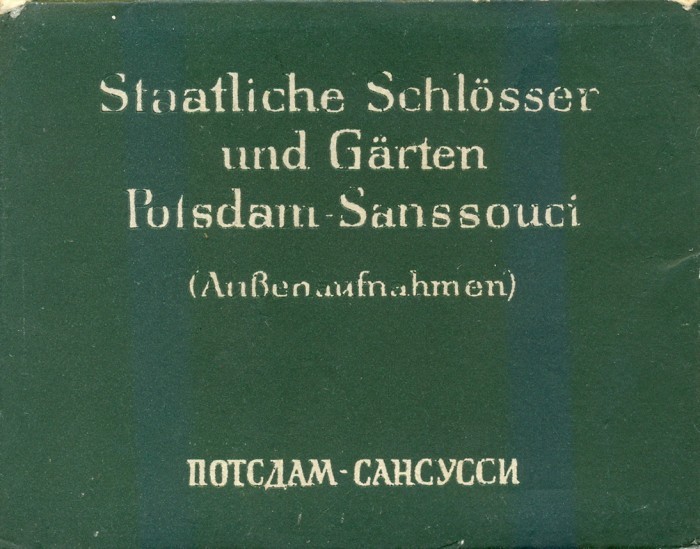 Staatliche Schlösser
und Gärten
Potsdam-Sanssouci
(Außenaufnahmen)
ПОТСДАМ-САНСУССИ